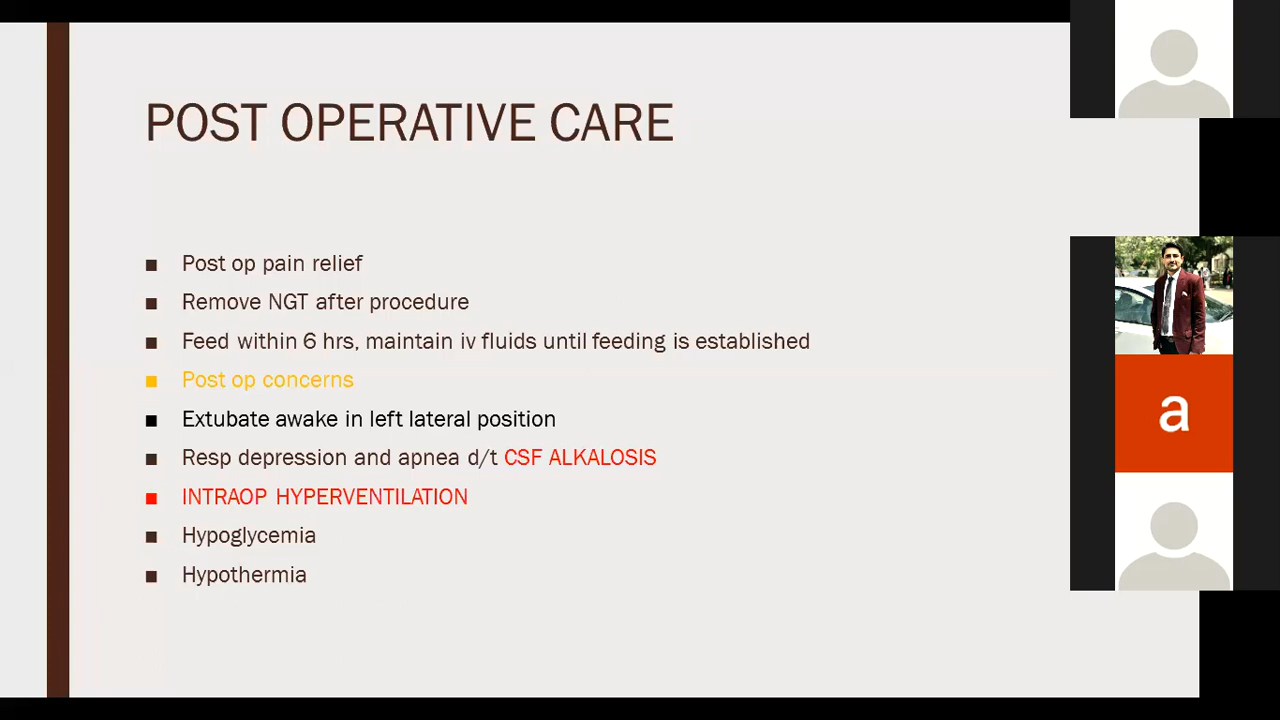 POST OPERATIVE CARE
Post op pain relief
Remove NGT after procedure
Feed within 6 hrs, maintain iv fluids until feeding is established
Post op concerns
Extubate awake in left lateral position
Resp depression and apnea d/t CSF ALKALOSIS
INTRAOP HYPERVENTILATION
Hypoglycemia
Hypothermia
a